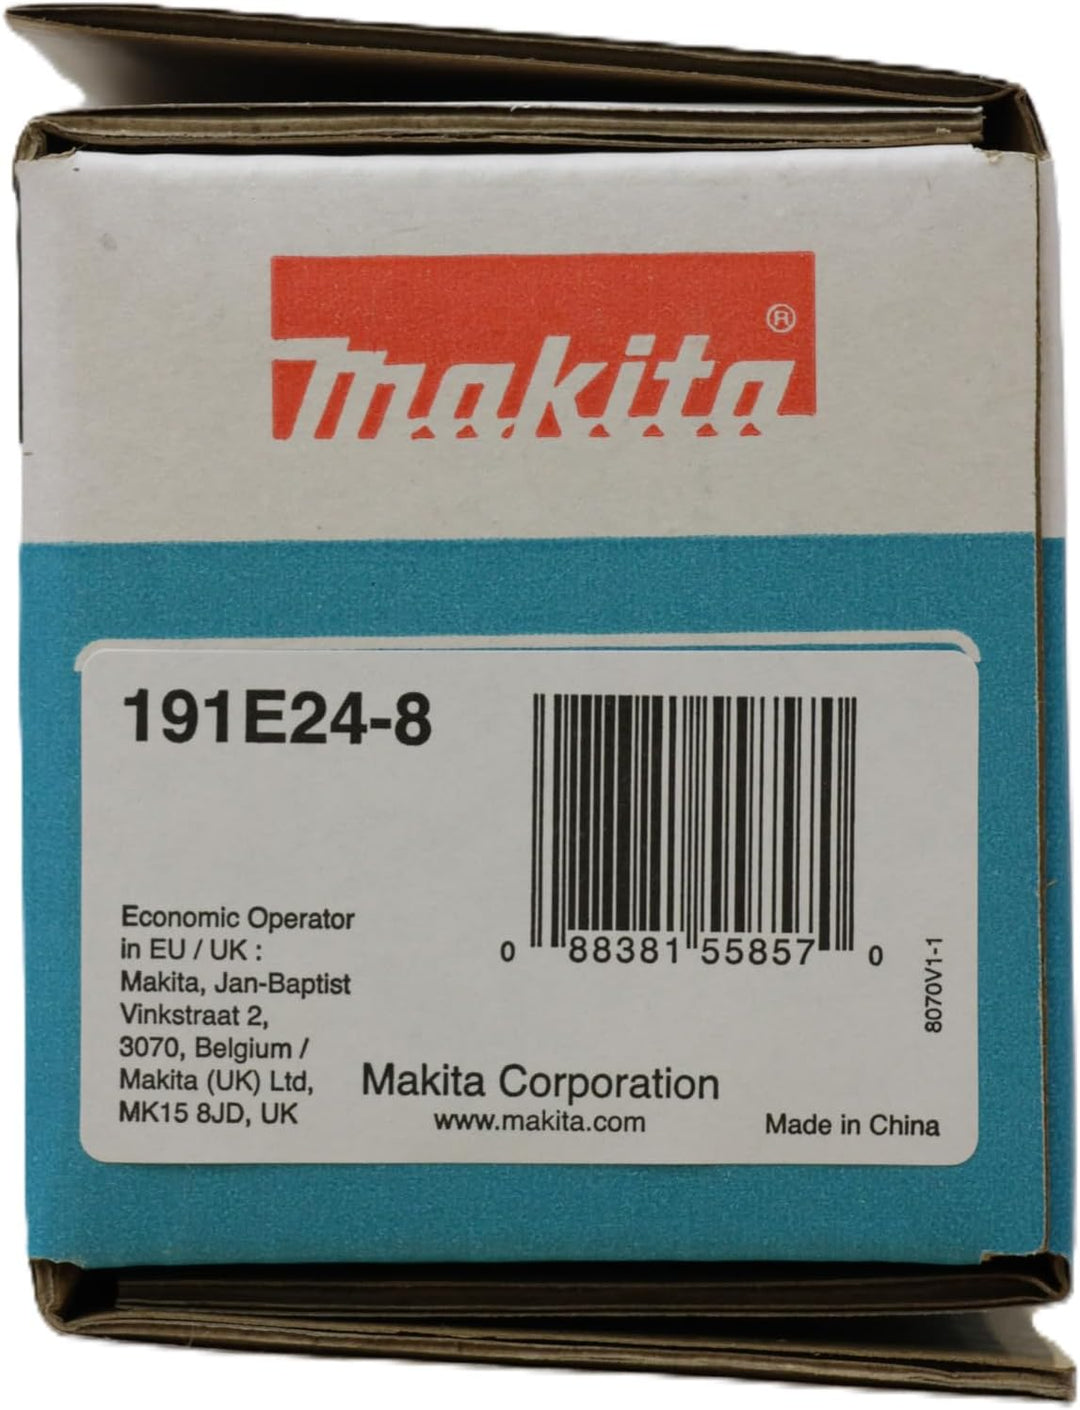 makita®
191E24-8
0 88381 55857 0
8070V1-1
Economic Operator
in EU / UK :
Makita, Jan-Baptist
Vinkstraat 2,
3070, Belgium /
Makita (UK) Ltd,
MK15 8JD, UK
Makita Corporation
www.makita.com
Made in China